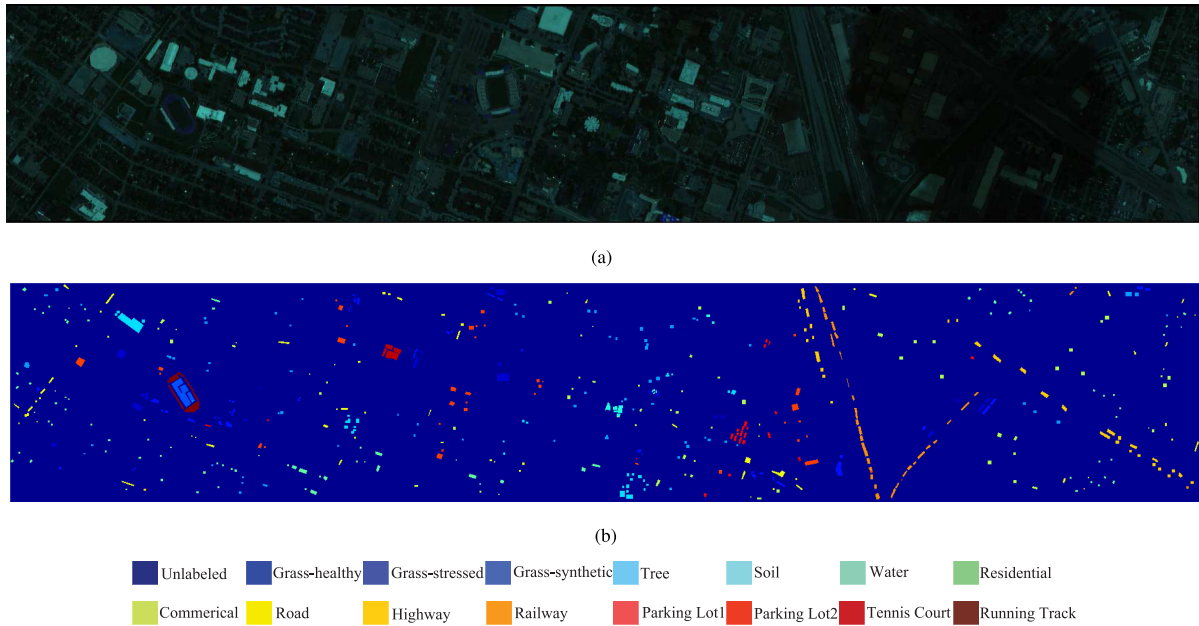 (a)
(b)
Unlabeled Grass-healthy Grass-stressed Grass-synthetic Tree Soil Water Residential
Commerical Road Highway Railway Parking Lot1 Parking Lot2 Tennis Court Running Track